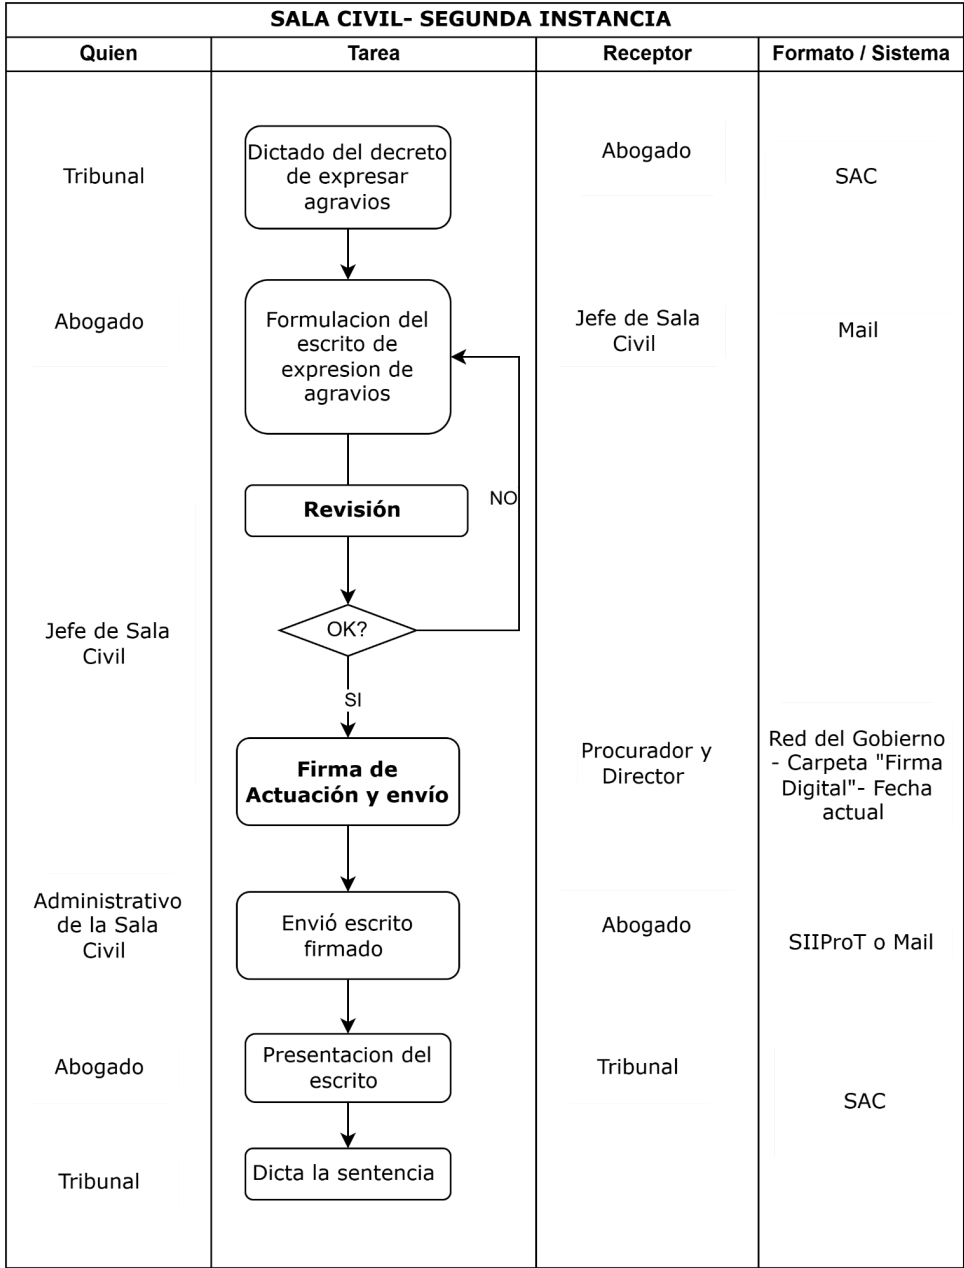 SALA CIVIL- SEGUNDA INSTANCIA
Quien
Tarea
Receptor
Formato / Sistema
Tribunal
Dictado del decreto
de expresar
agravios
Abogado
SAC
Abogado
Formulacion del
escrito de
expresion de
agravios
Jefe de Sala
Civil
Mail
Revisión
NO
Jefe de Sala
Civil
OK?
SI
Firma de
Actuación y envío
Procurador y
Director
Red del Gobierno
- Carpeta "Firma
Digital"- Fecha
actual
Administrativo
de la Sala
Civil
Envió escrito
firmado
Abogado
SIIProT o Mail
Abogado
Presentacion del
escrito
Tribunal
SAC
Tribunal
Dicta la sentencia